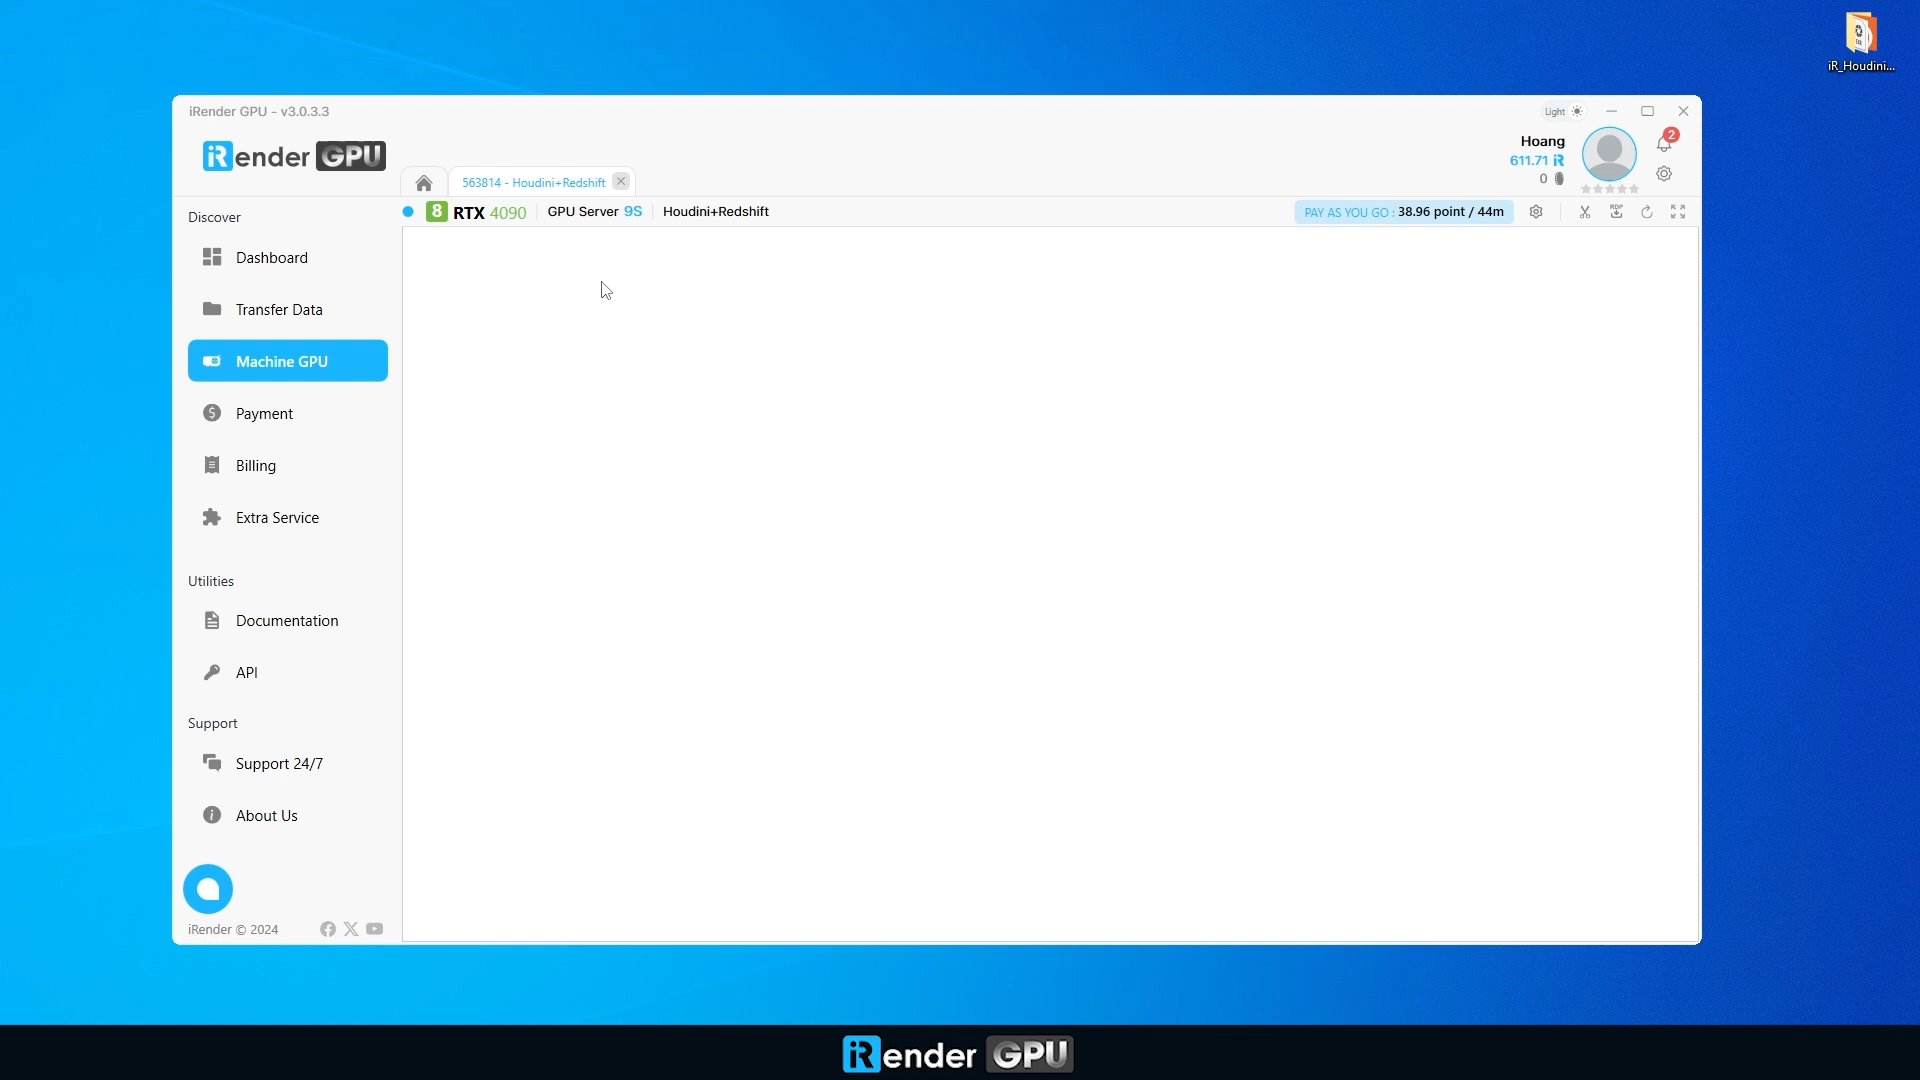 iR_Houdini...
iRender GPU - v3.0.3.3
Light
iRender GPU
Hoang
2
611.71 iR
0
563814 - Houdini+Redshift
8 RTX 4090 GPU Server 9S Houdini+Redshift
PAY AS YOU GO : 38.96 point / 44m
RDP
Discover
Dashboard
Transfer Data
Machine GPU
Payment
Billing
Extra Service
Utilities
Documentation
API
Support
Support 24/7
About Us
iRender © 2024
iRender GPU